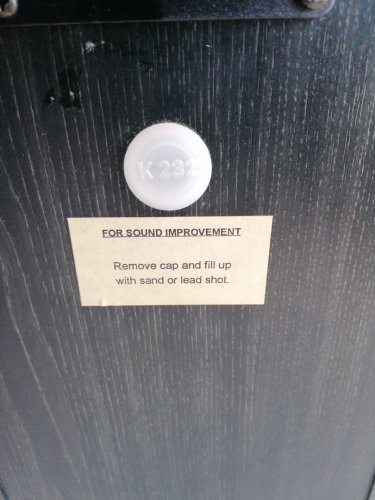 K 232
FOR SOUND IMPROVEMENT
Remove cap and fill up
with sand or lead shot.